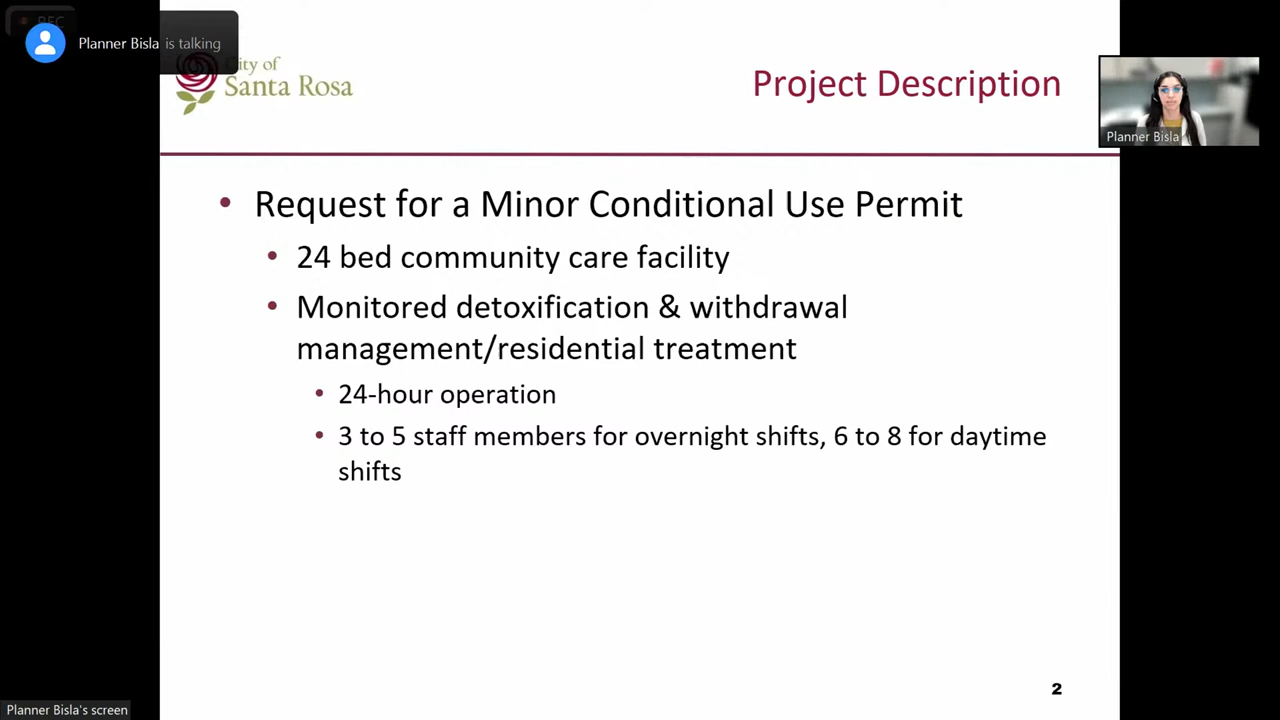 REC
Planner Bisla is talking
City of
Santa Rosa
Project Description
Planner Bisla
• Request for a Minor Conditional Use Permit
• 24 bed community care facility
• Monitored detoxification & withdrawal
management/residential treatment
• 24-hour operation
• 3 to 5 staff members for overnight shifts, 6 to 8 for daytime
shifts
2
Planner Bisla's screen